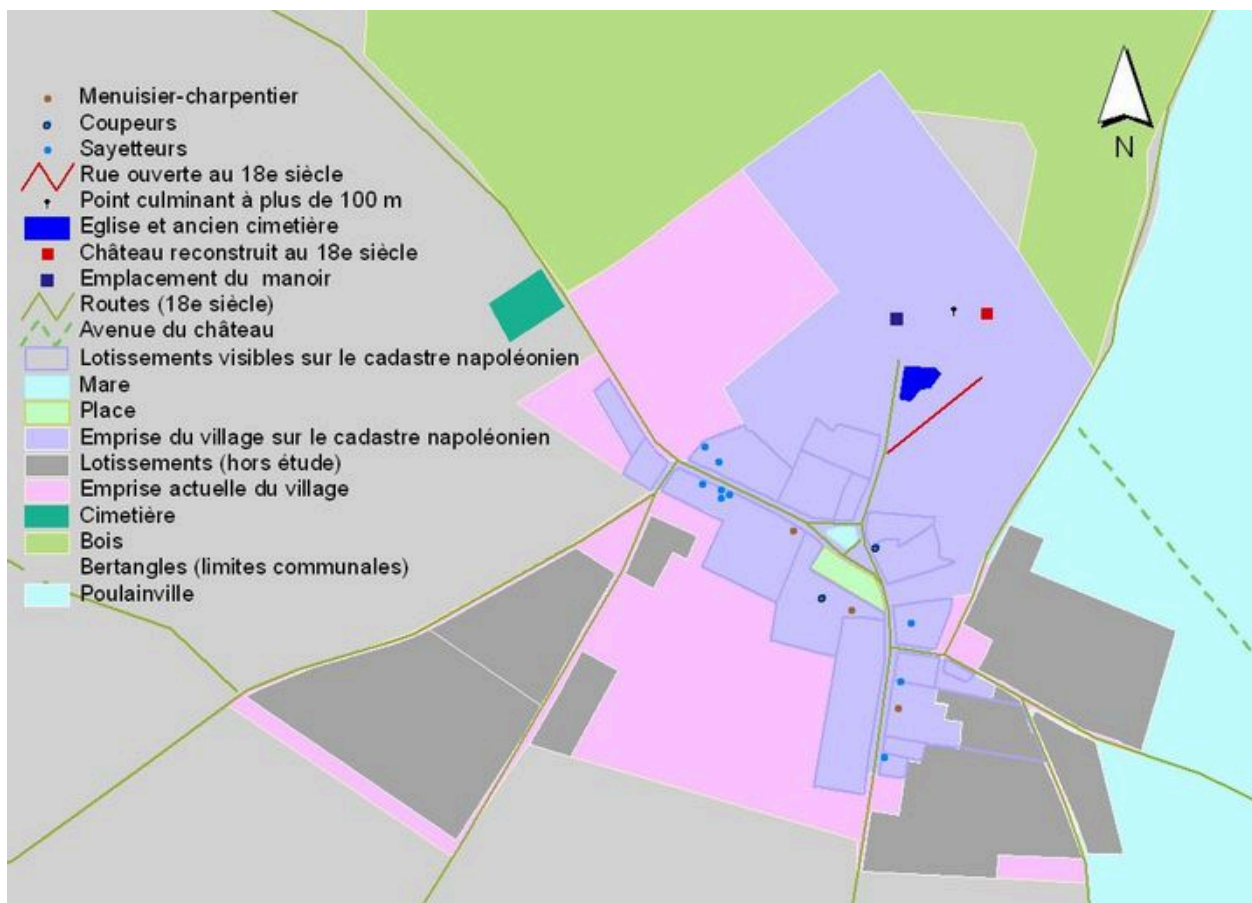 Menuisier-charpentier
Coupeurs
Sayetteurs
Rue ouverte au 18e siècle
Point culminant à plus de 100 m
Eglise et ancien cimetière
Château reconstruit au 18e siècle
Emplacement du manoir
Routes (18e siècle)
Avenue du château
Lotissements visibles sur le cadastre napoléonien
Mare
Place
Emprise du village sur le cadastre napoléonien
Lotissements (hors étude)
Emprise actuelle du village
Cimetière
Bois
Bertangles (limites communales)
Poulainville
N